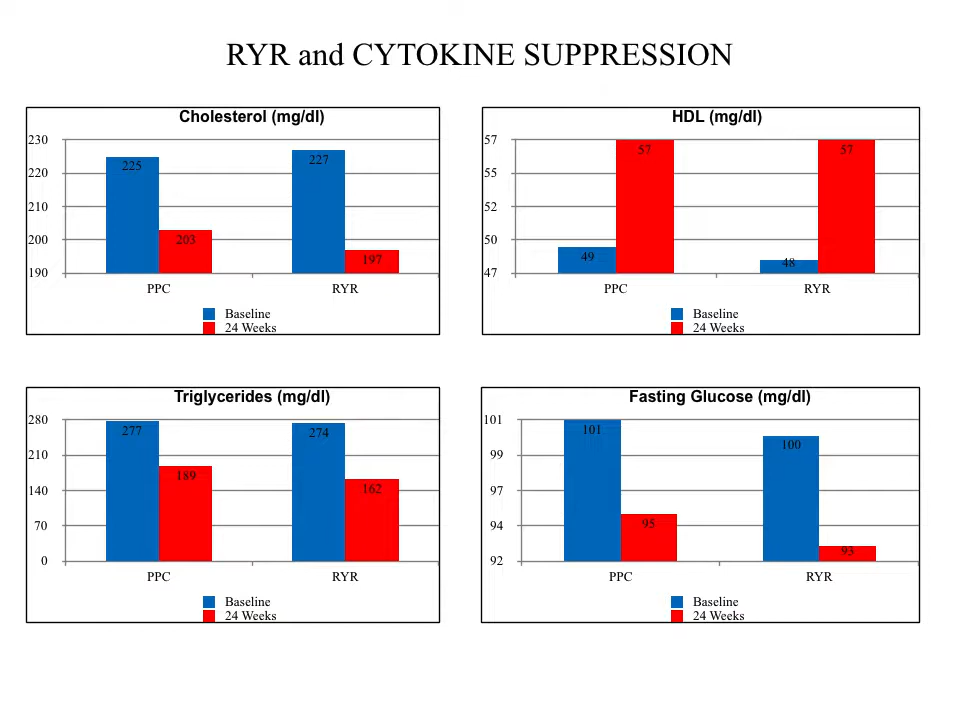 RYR and CYTOKINE SUPPRESSION
Cholesterol (mg/dl)
230
220
210
200
190
225
203
227
197
PPC
RYR
Baseline
24 Weeks
HDL (mg/dl)
57
55
52
50
47
49
57
48
57
PPC
RYR
Baseline
24 Weeks
Triglycerides (mg/dl)
280
210
140
70
0
277
189
274
162
PPC
RYR
Baseline
24 Weeks
Fasting Glucose (mg/dl)
101
99
97
94
92
101
95
100
93
PPC
RYR
Baseline
24 Weeks